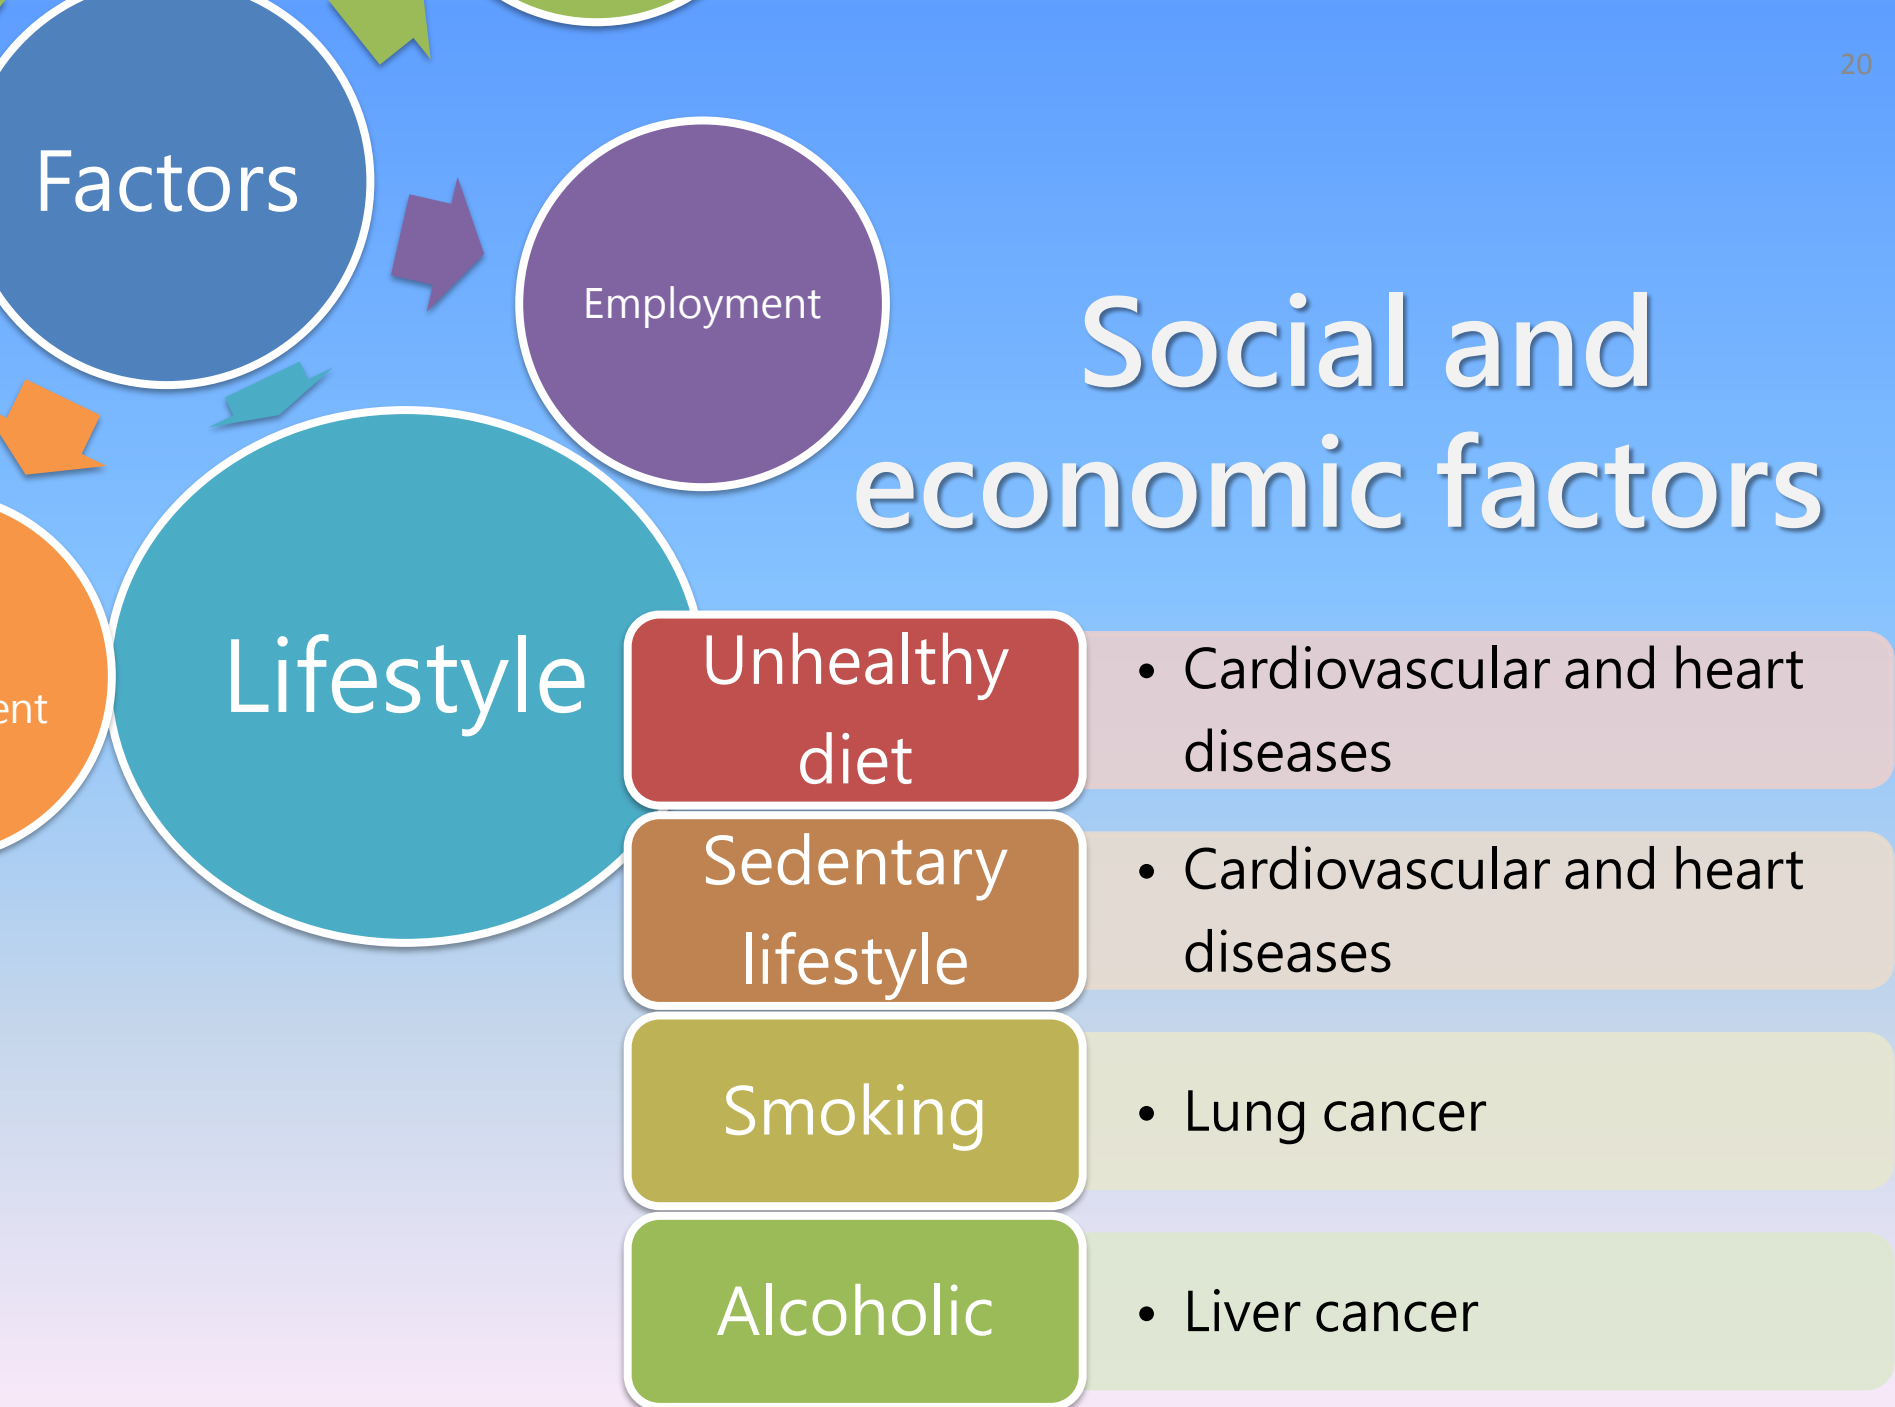 20
Factors
Employment
Social and
economic factors
Lifestyle
ent
Unhealthy
diet
• Cardiovascular and heart
diseases
Sedentary
lifestyle
• Cardiovascular and heart
diseases
Smoking
• Lung cancer
Alcoholic
• Liver cancer